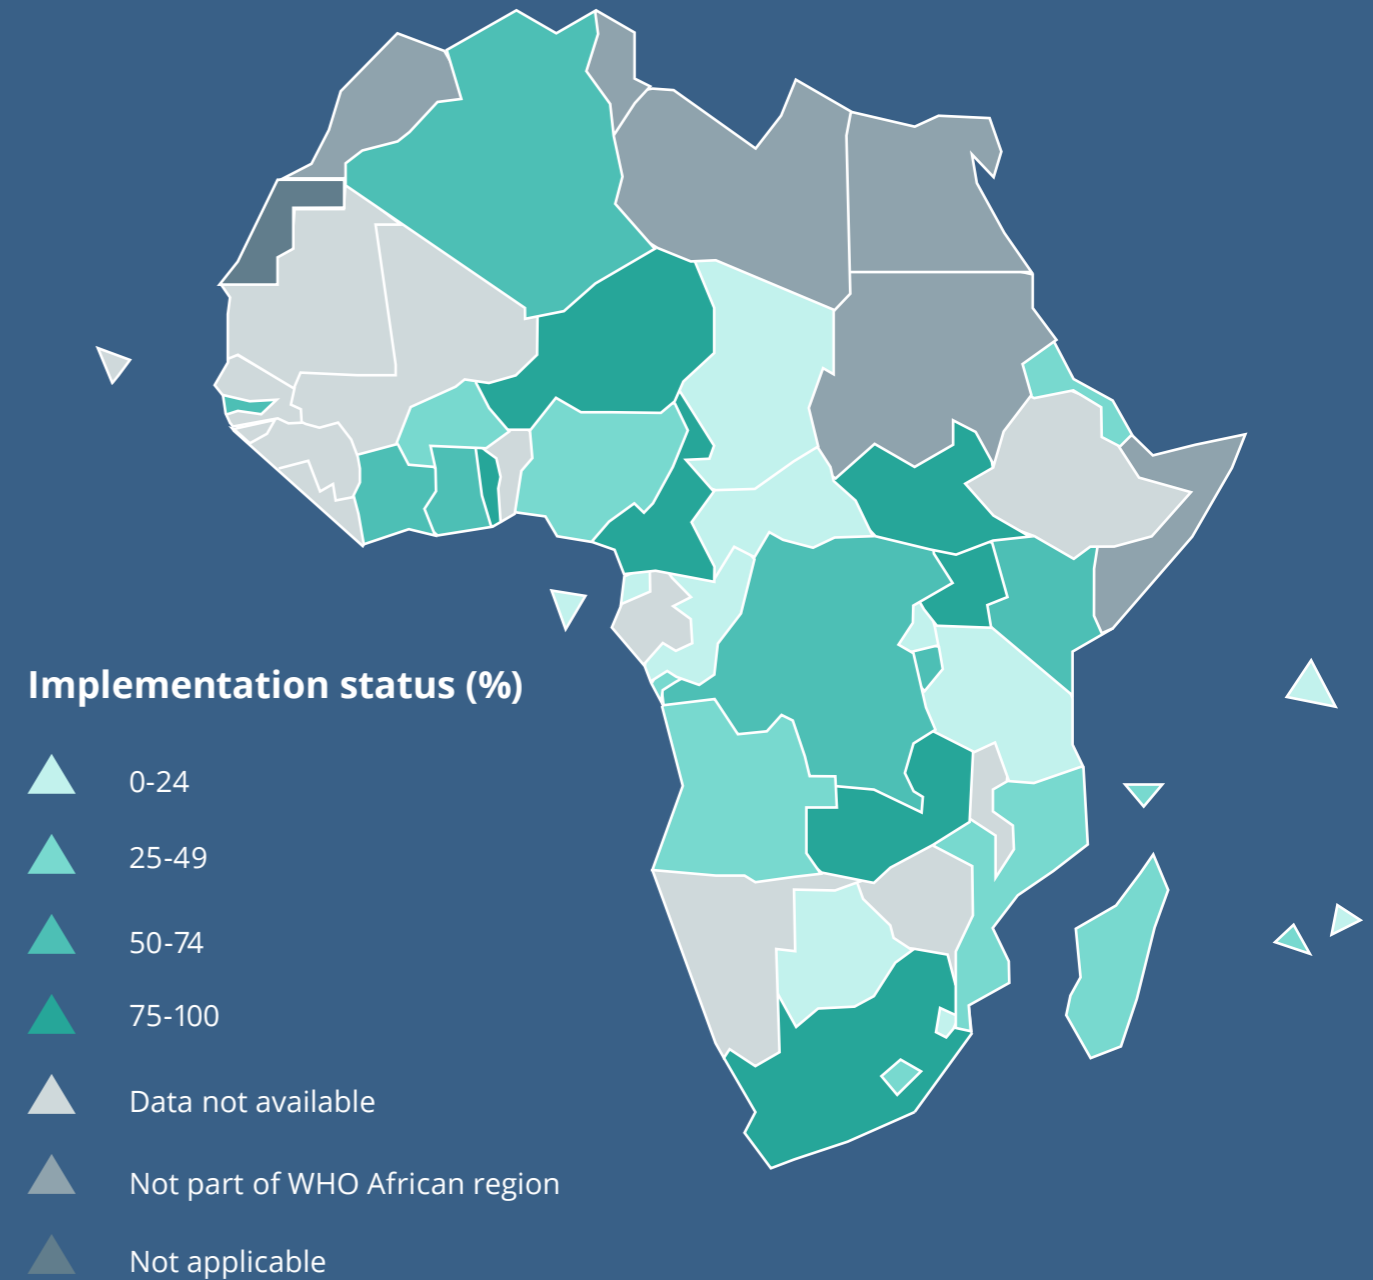 Implementation status (%)
0-24
25-49
50-74
75-100
Data not available
Not part of WHO African region
Not applicable